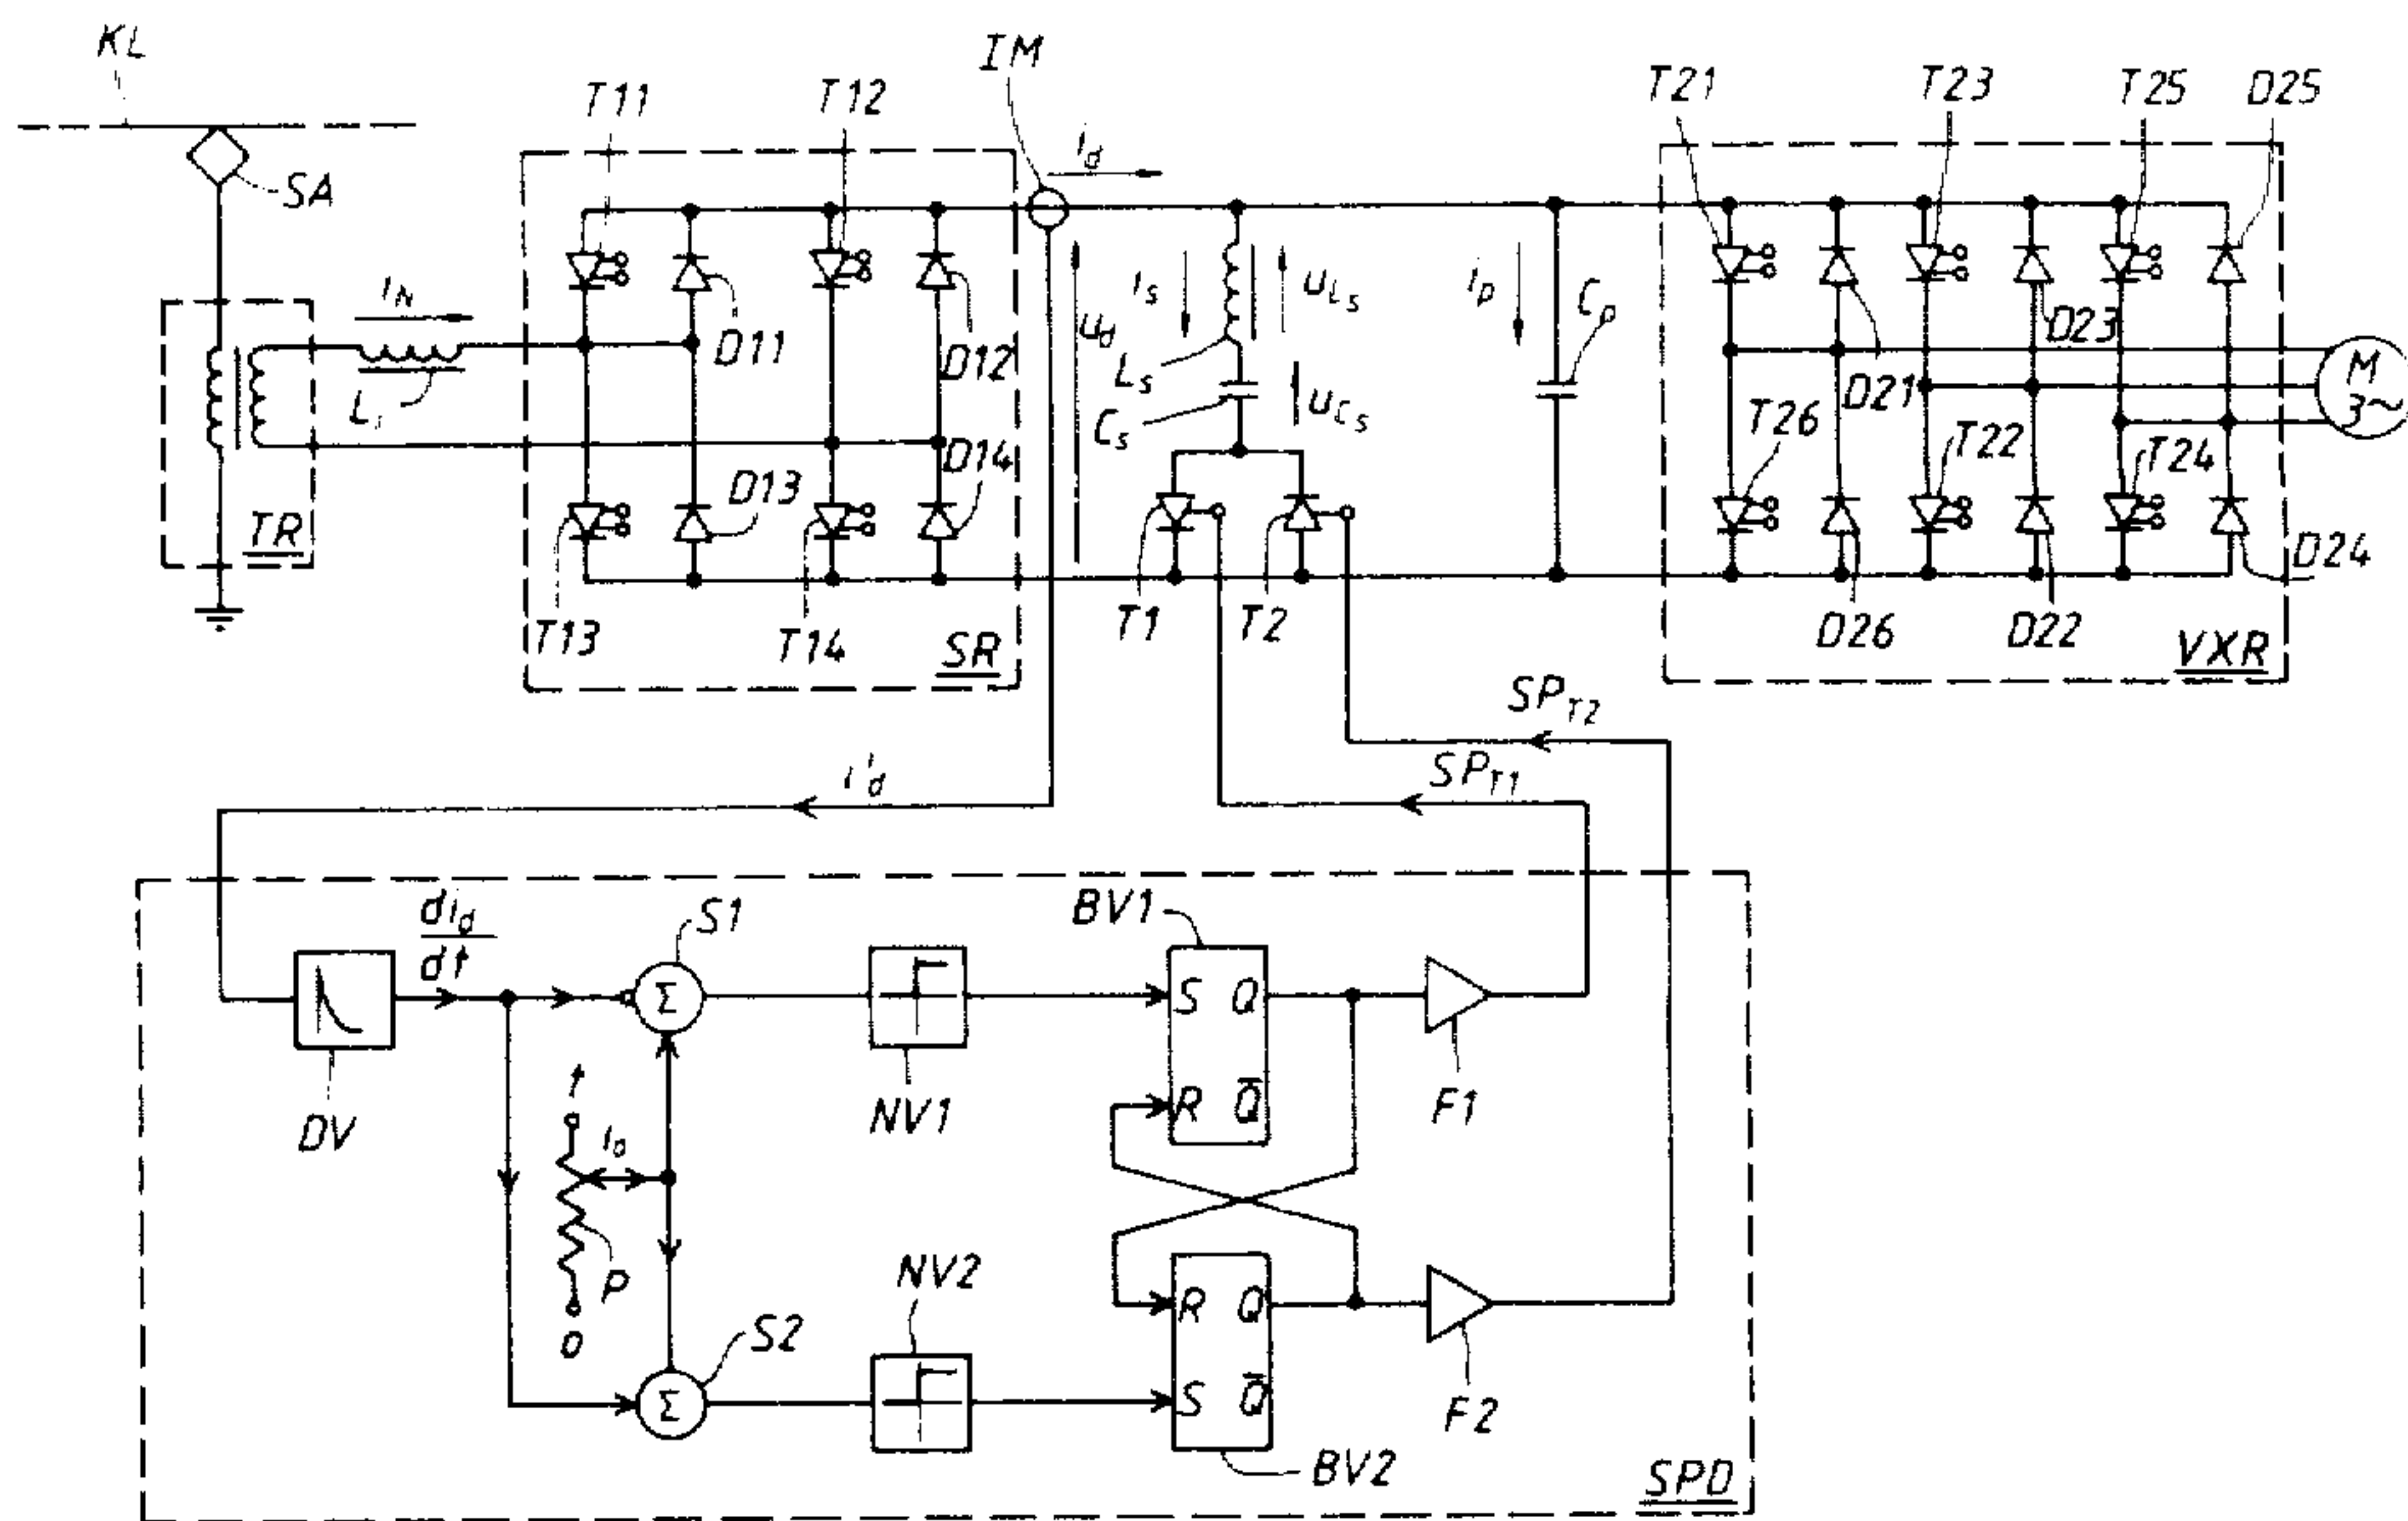 KL
IM
T11
T12
T21
T23
T25
D25
i_d
SA
i_N
D11
D12
u_d
i_s
u_Ls
i_p
C_p
D23
D21
M
3~
L_s
C_s
u_Cs
T26
T22
T24
D13
D14
TR
T13
T14
SR
T1
T2
D26
D22
D24
VXR
SP_T2
SP_T1
i'_d
di_d
dt
S1
BV1
Σ
S Q
DV
R Q̅
NV1
F1
P
NV2
0
S2
R Q
Σ
S Q̅
F2
BV2
SPD